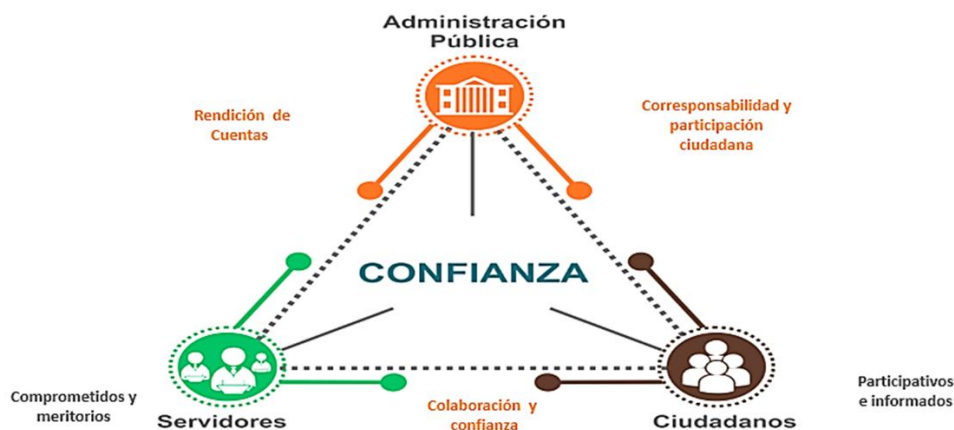 Administración
Pública
Rendición de
Cuentas
Corresponsabilidad y
participación
ciudadana
CONFIANZA
Comprometidos y
meritorios
Servidores
Colaboración y
confianza
Ciudadanos
Participativos
e informados